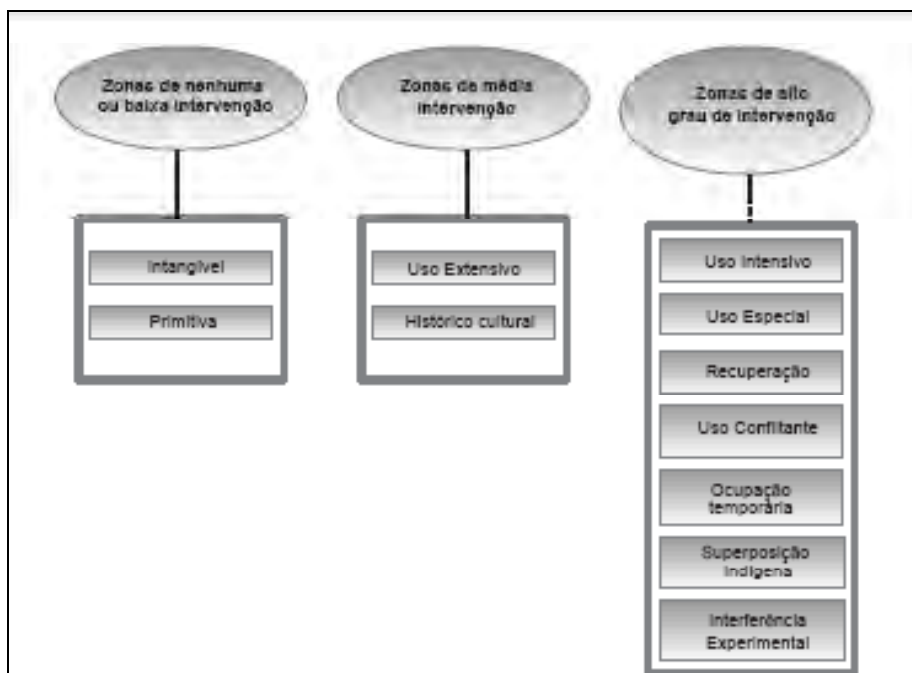 Zonas de nenhuma
ou baixa intervenção
Intangível
Primitiva
Zonas de média
intervenção
Uso Extensivo
Histórico cultural
Zonas de alto
grau de intervenção
Uso Intensivo
Uso Especial
Recuperação
Uso Conflitante
Ocupação
temporária
Superposição
Indígena
Interferência
Experimental